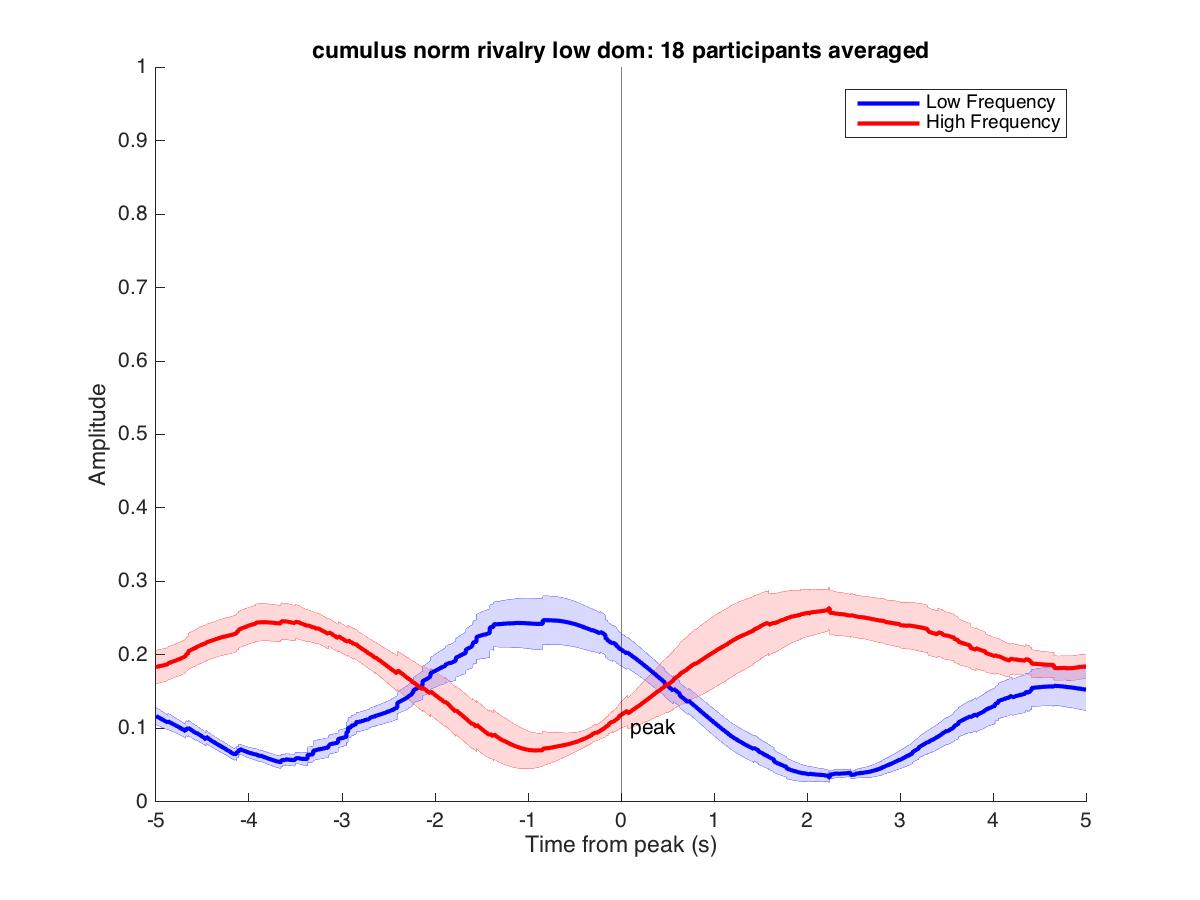 cumulus norm rivalry low dom: 18 participants averaged
Low Frequency
High Frequency
1
0.9
0.8
0.7
0.6
0.5
0.4
0.3
0.2
0.1
0
Amplitude
peak
-5 -4 -3 -2 -1 0 1 2 3 4 5
Time from peak (s)